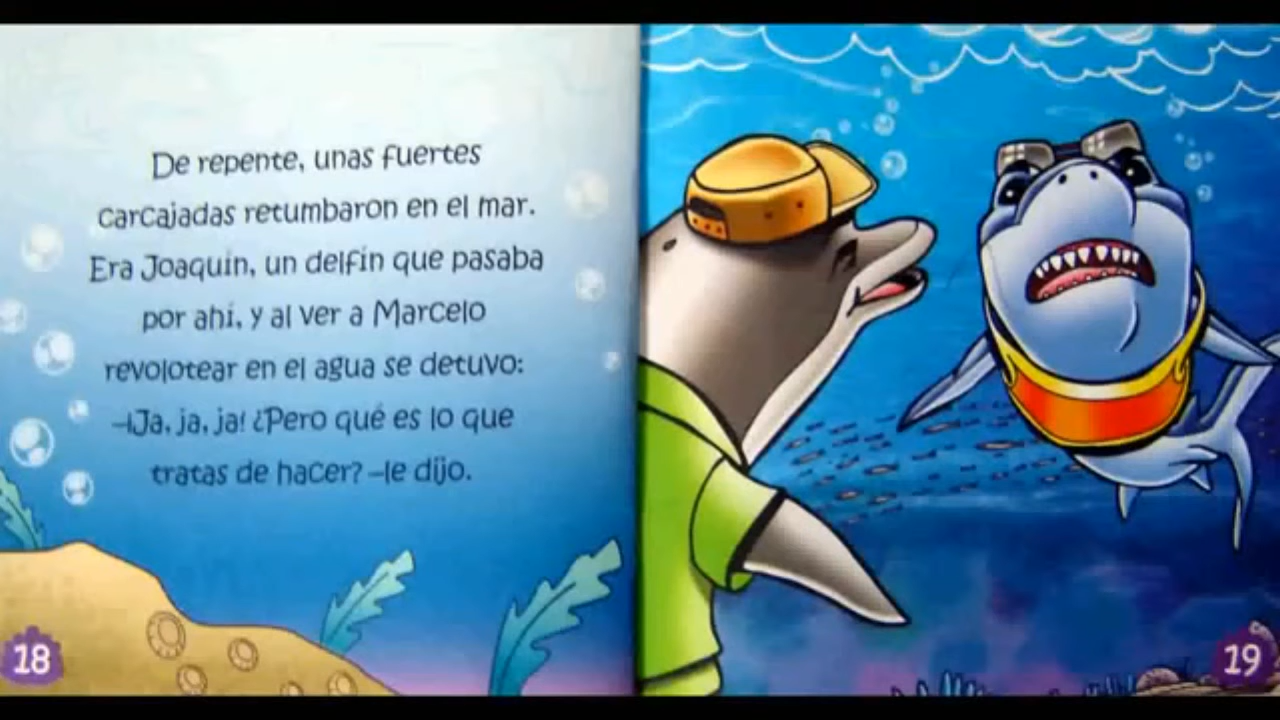 De repente, unas fuertes
carcajadas retumbaron en el mar.
Era Joaquín, un delfín que pasaba
por ahí, y al ver a Marcelo
revolotear en el agua se detuvo:
–¡Ja, ja, ja! ¿Pero qué es lo que
tratas de hacer? –le dijo.
18
19